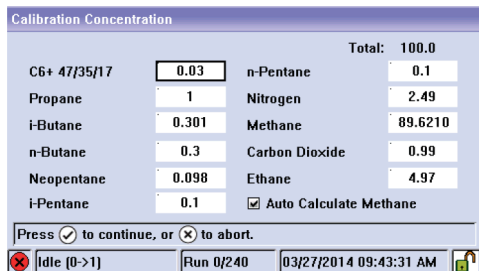 Calibration Concentration
Total: 100.0
C6+ 47/35/17 0.03 n-Pentane 0.1
Propane 1 Nitrogen 2.49
i-Butane 0.301 Methane 89.6210
n-Butane 0.3 Carbon Dioxide 0.99
Neopentane 0.098 Ethane 4.97
i-Pentane 0.1 Auto Calculate Methane
Press to continue, or to abort.
Idle (0->1) Run 0/240 03/27/2014 09:43:31 AM